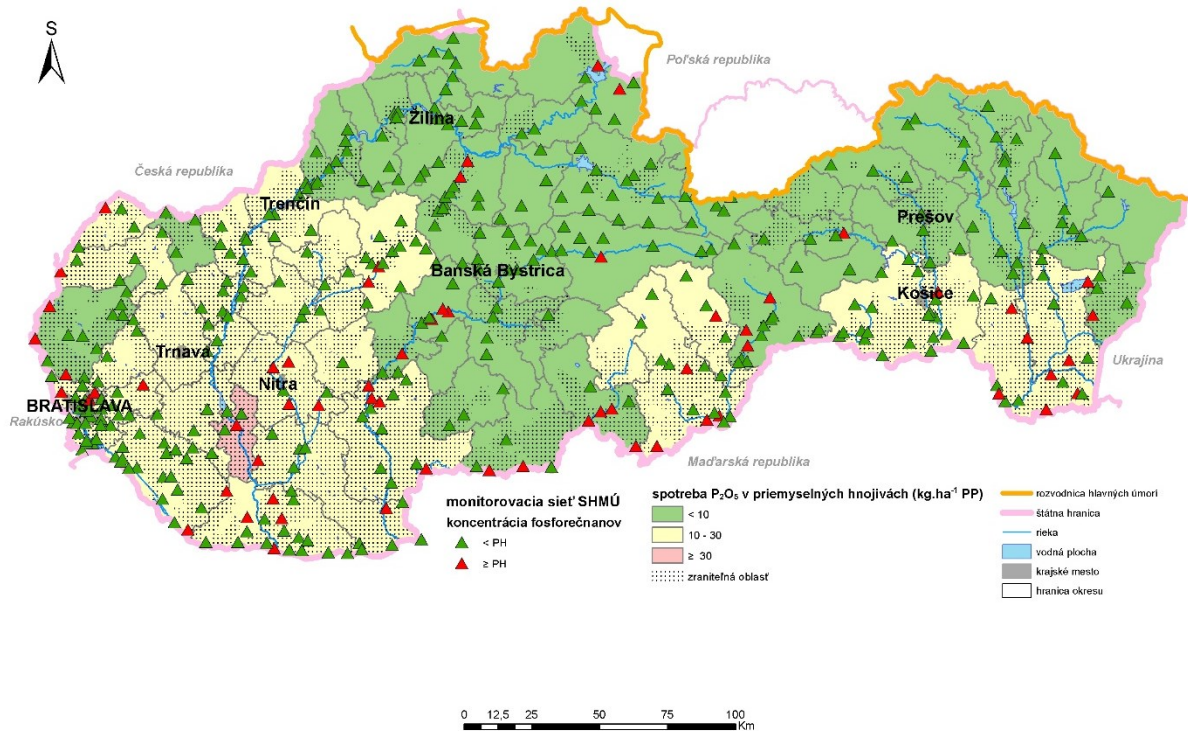 S
Poľská republika
Žilina
Česká republika
Trenčín
Prešov
Banská Bystrica
Košice
Trnava
Ukrajina
Nitra
BRATISLAVA
Rakúsko
Maďarská republika
monitorovacia sieť SHMÚ
koncentrácia fosforečnanov
< PH
≥ PH
spotreba P₂O₅ v priemyselných hnojivách (kg.ha⁻¹ PP)
< 10
10 - 30
≥ 30
zraniteľná oblasť
rozvodnica hlavných úmorí
štátna hranica
rieka
vodná plocha
krajské mesto
hranica okresu
0 12,5 25 50 75 100
Km